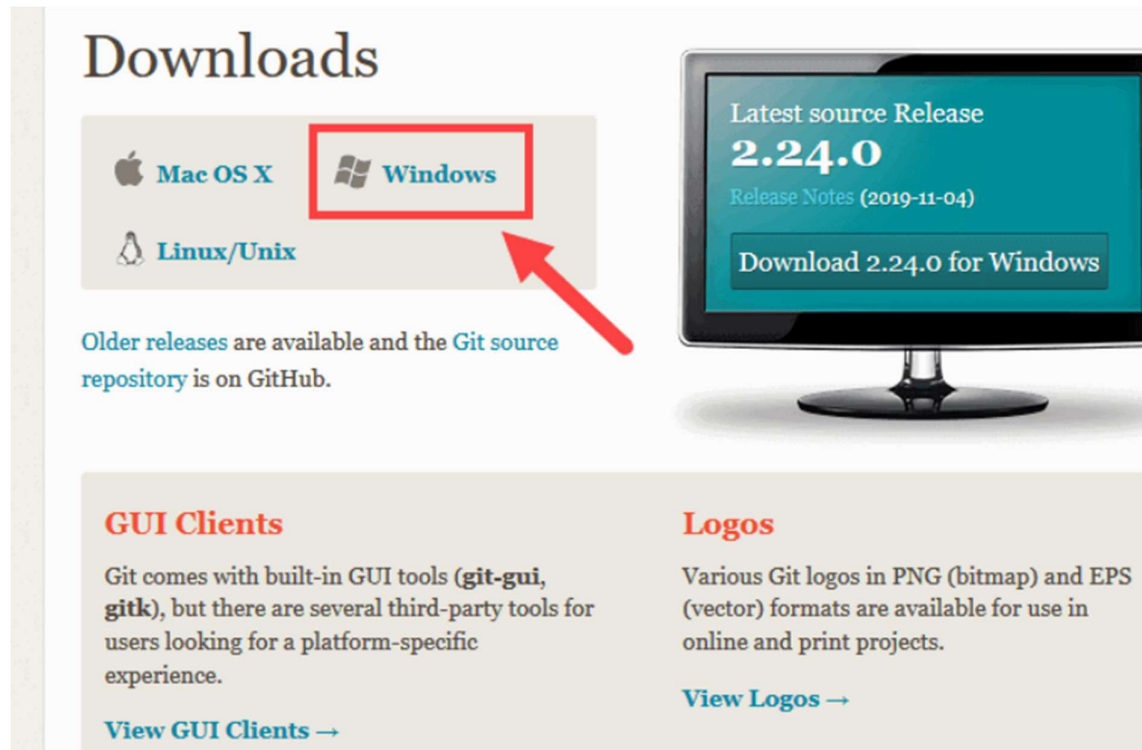 Downloads
Mac OS X
Windows
Linux/Unix
Older releases are available and the Git source
repository is on GitHub.
Latest source Release
2.24.0
Release Notes (2019-11-04)
Download 2.24.0 for Windows
GUI Clients
Git comes with built-in GUI tools (git-gui,
gitk), but there are several third-party tools for
users looking for a platform-specific
experience.
View GUI Clients →
Logos
Various Git logos in PNG (bitmap) and EPS
(vector) formats are available for use in
online and print projects.
View Logos →